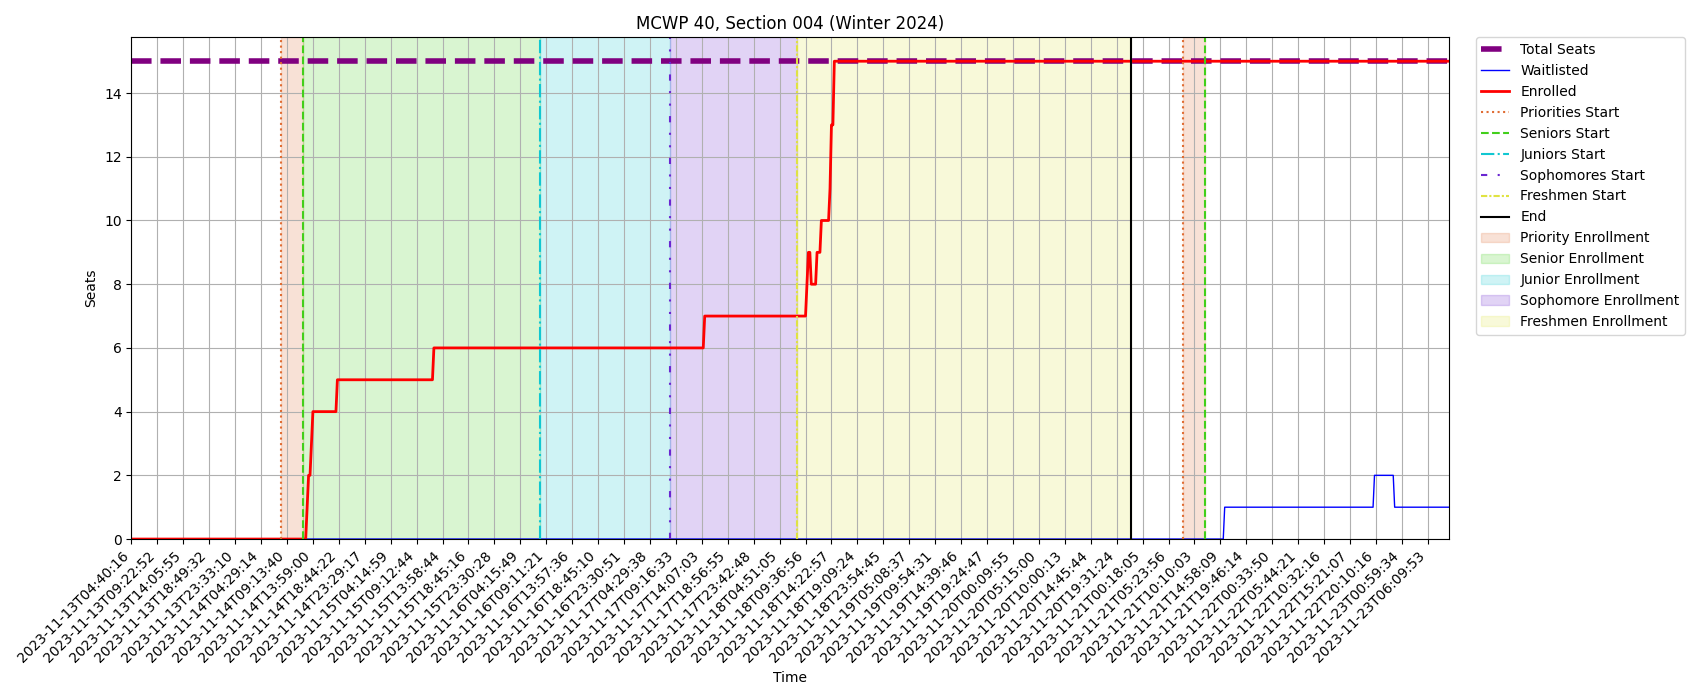 MCWP 40, Section 004 (Winter 2024)
Seats
14
12
10
8
6
4
2
0
2023-11-13T04:40:16
2023-11-13T09:22:52
2023-11-13T14:05:55
2023-11-13T18:49:32
2023-11-13T23:33:10
2023-11-14T04:29:14
2023-11-14T09:13:40
2023-11-14T13:59:00
2023-11-14T18:44:22
2023-11-14T23:29:17
2023-11-15T04:14:59
2023-11-15T09:12:44
2023-11-15T13:58:44
2023-11-15T18:45:16
2023-11-15T23:30:28
2023-11-16T04:15:49
2023-11-16T09:11:21
2023-11-16T13:57:36
2023-11-16T18:45:10
2023-11-16T23:30:51
2023-11-17T04:29:38
2023-11-17T09:16:33
2023-11-17T14:07:03
2023-11-17T18:56:55
2023-11-17T23:42:48
2023-11-18T04:51:05
2023-11-18T09:36:56
2023-11-18T14:22:57
2023-11-18T19:09:24
2023-11-18T23:54:45
2023-11-19T05:08:37
2023-11-19T09:54:31
2023-11-19T14:39:46
2023-11-19T19:24:47
2023-11-20T00:09:55
2023-11-20T05:15:00
2023-11-20T10:00:13
2023-11-20T14:45:44
2023-11-20T19:31:24
2023-11-21T00:18:05
2023-11-21T05:23:56
2023-11-21T10:10:03
2023-11-21T14:58:09
2023-11-21T19:46:14
2023-11-22T00:33:50
2023-11-22T05:44:21
2023-11-22T10:32:16
2023-11-22T15:21:07
2023-11-22T20:10:16
2023-11-23T00:59:34
2023-11-23T06:09:53
Time
Total Seats
Waitlisted
Enrolled
Priorities Start
Seniors Start
Juniors Start
Sophomores Start
Freshmen Start
End
Priority Enrollment
Senior Enrollment
Junior Enrollment
Sophomore Enrollment
Freshmen Enrollment